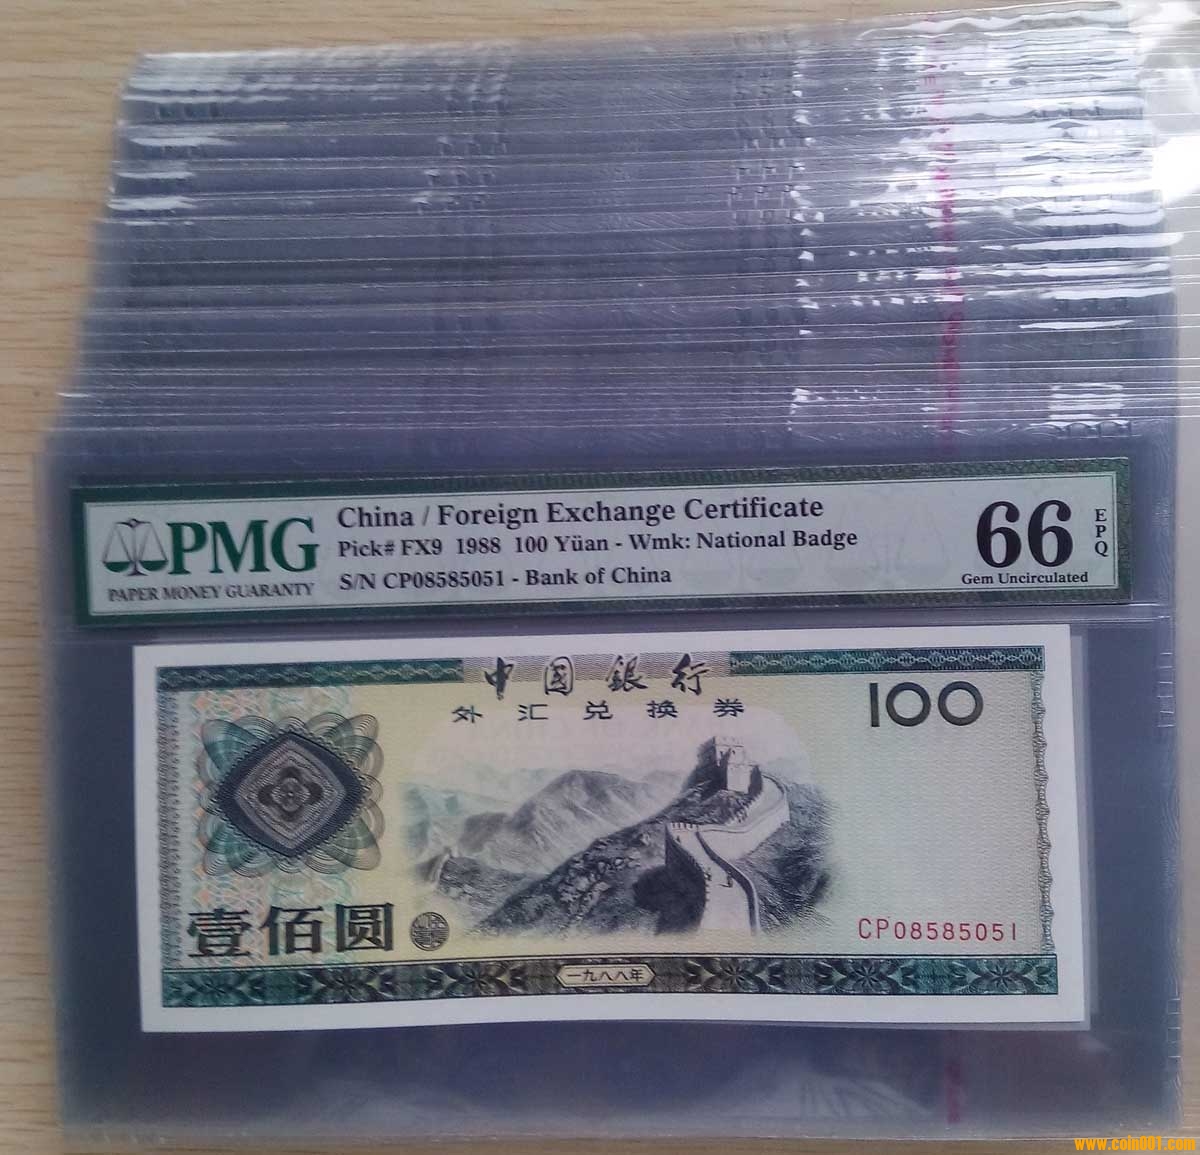 PMG
PAPER MONEY GUARANTY
China / Foreign Exchange Certificate
Pick# FX9 1988 100 Yüan - Wmk: National Badge
S/N CP08585051 - Bank of China
66
EPQ
Gem Uncirculated
中國銀行
外汇兑换券
100
壹佰圆
CP08585051
一九八八年
www.coin001.com